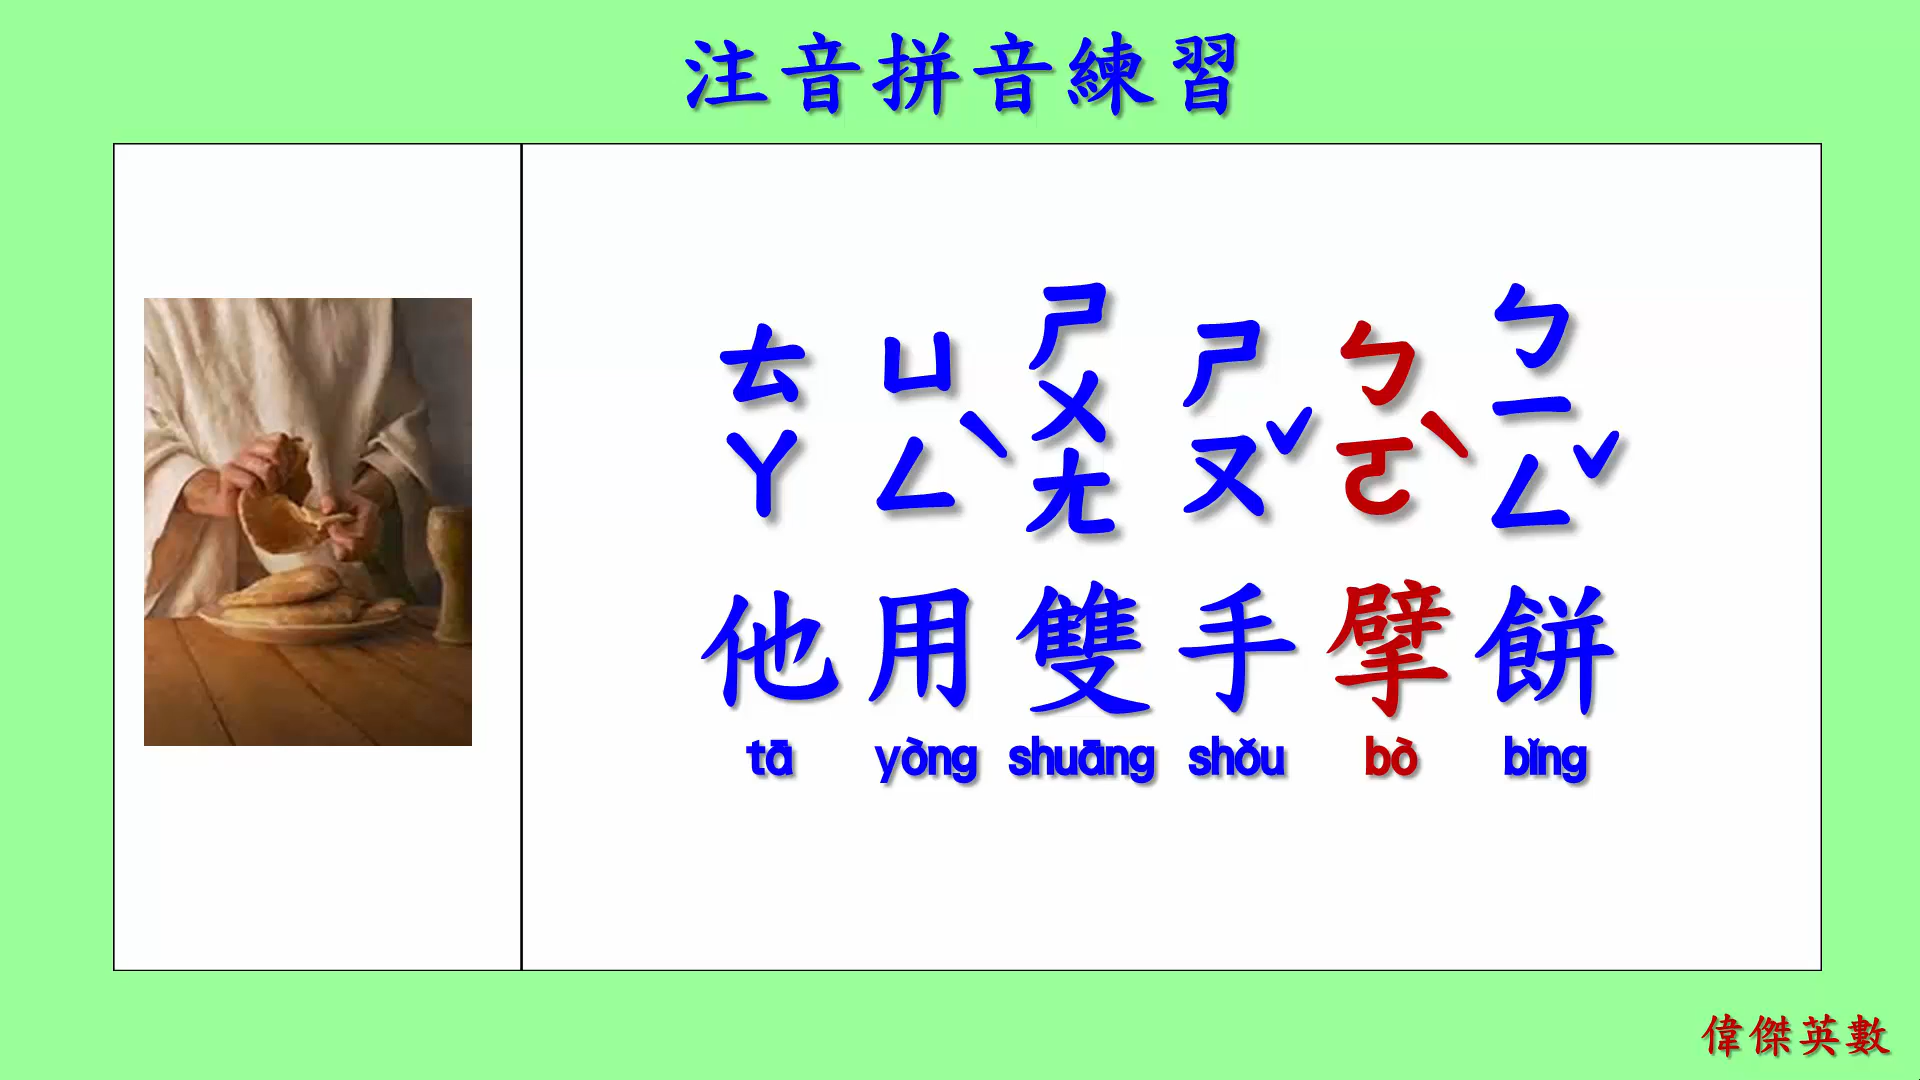 注音拼音練習
ㄊㄚ ㄩㄥˋ ㄕㄨㄤ ㄕㄡˇ ㄅㄛˋ ㄅㄧㄥˇ
他用雙手擘餅
tā yòng shuāng shǒu bò bǐng
偉傑英數